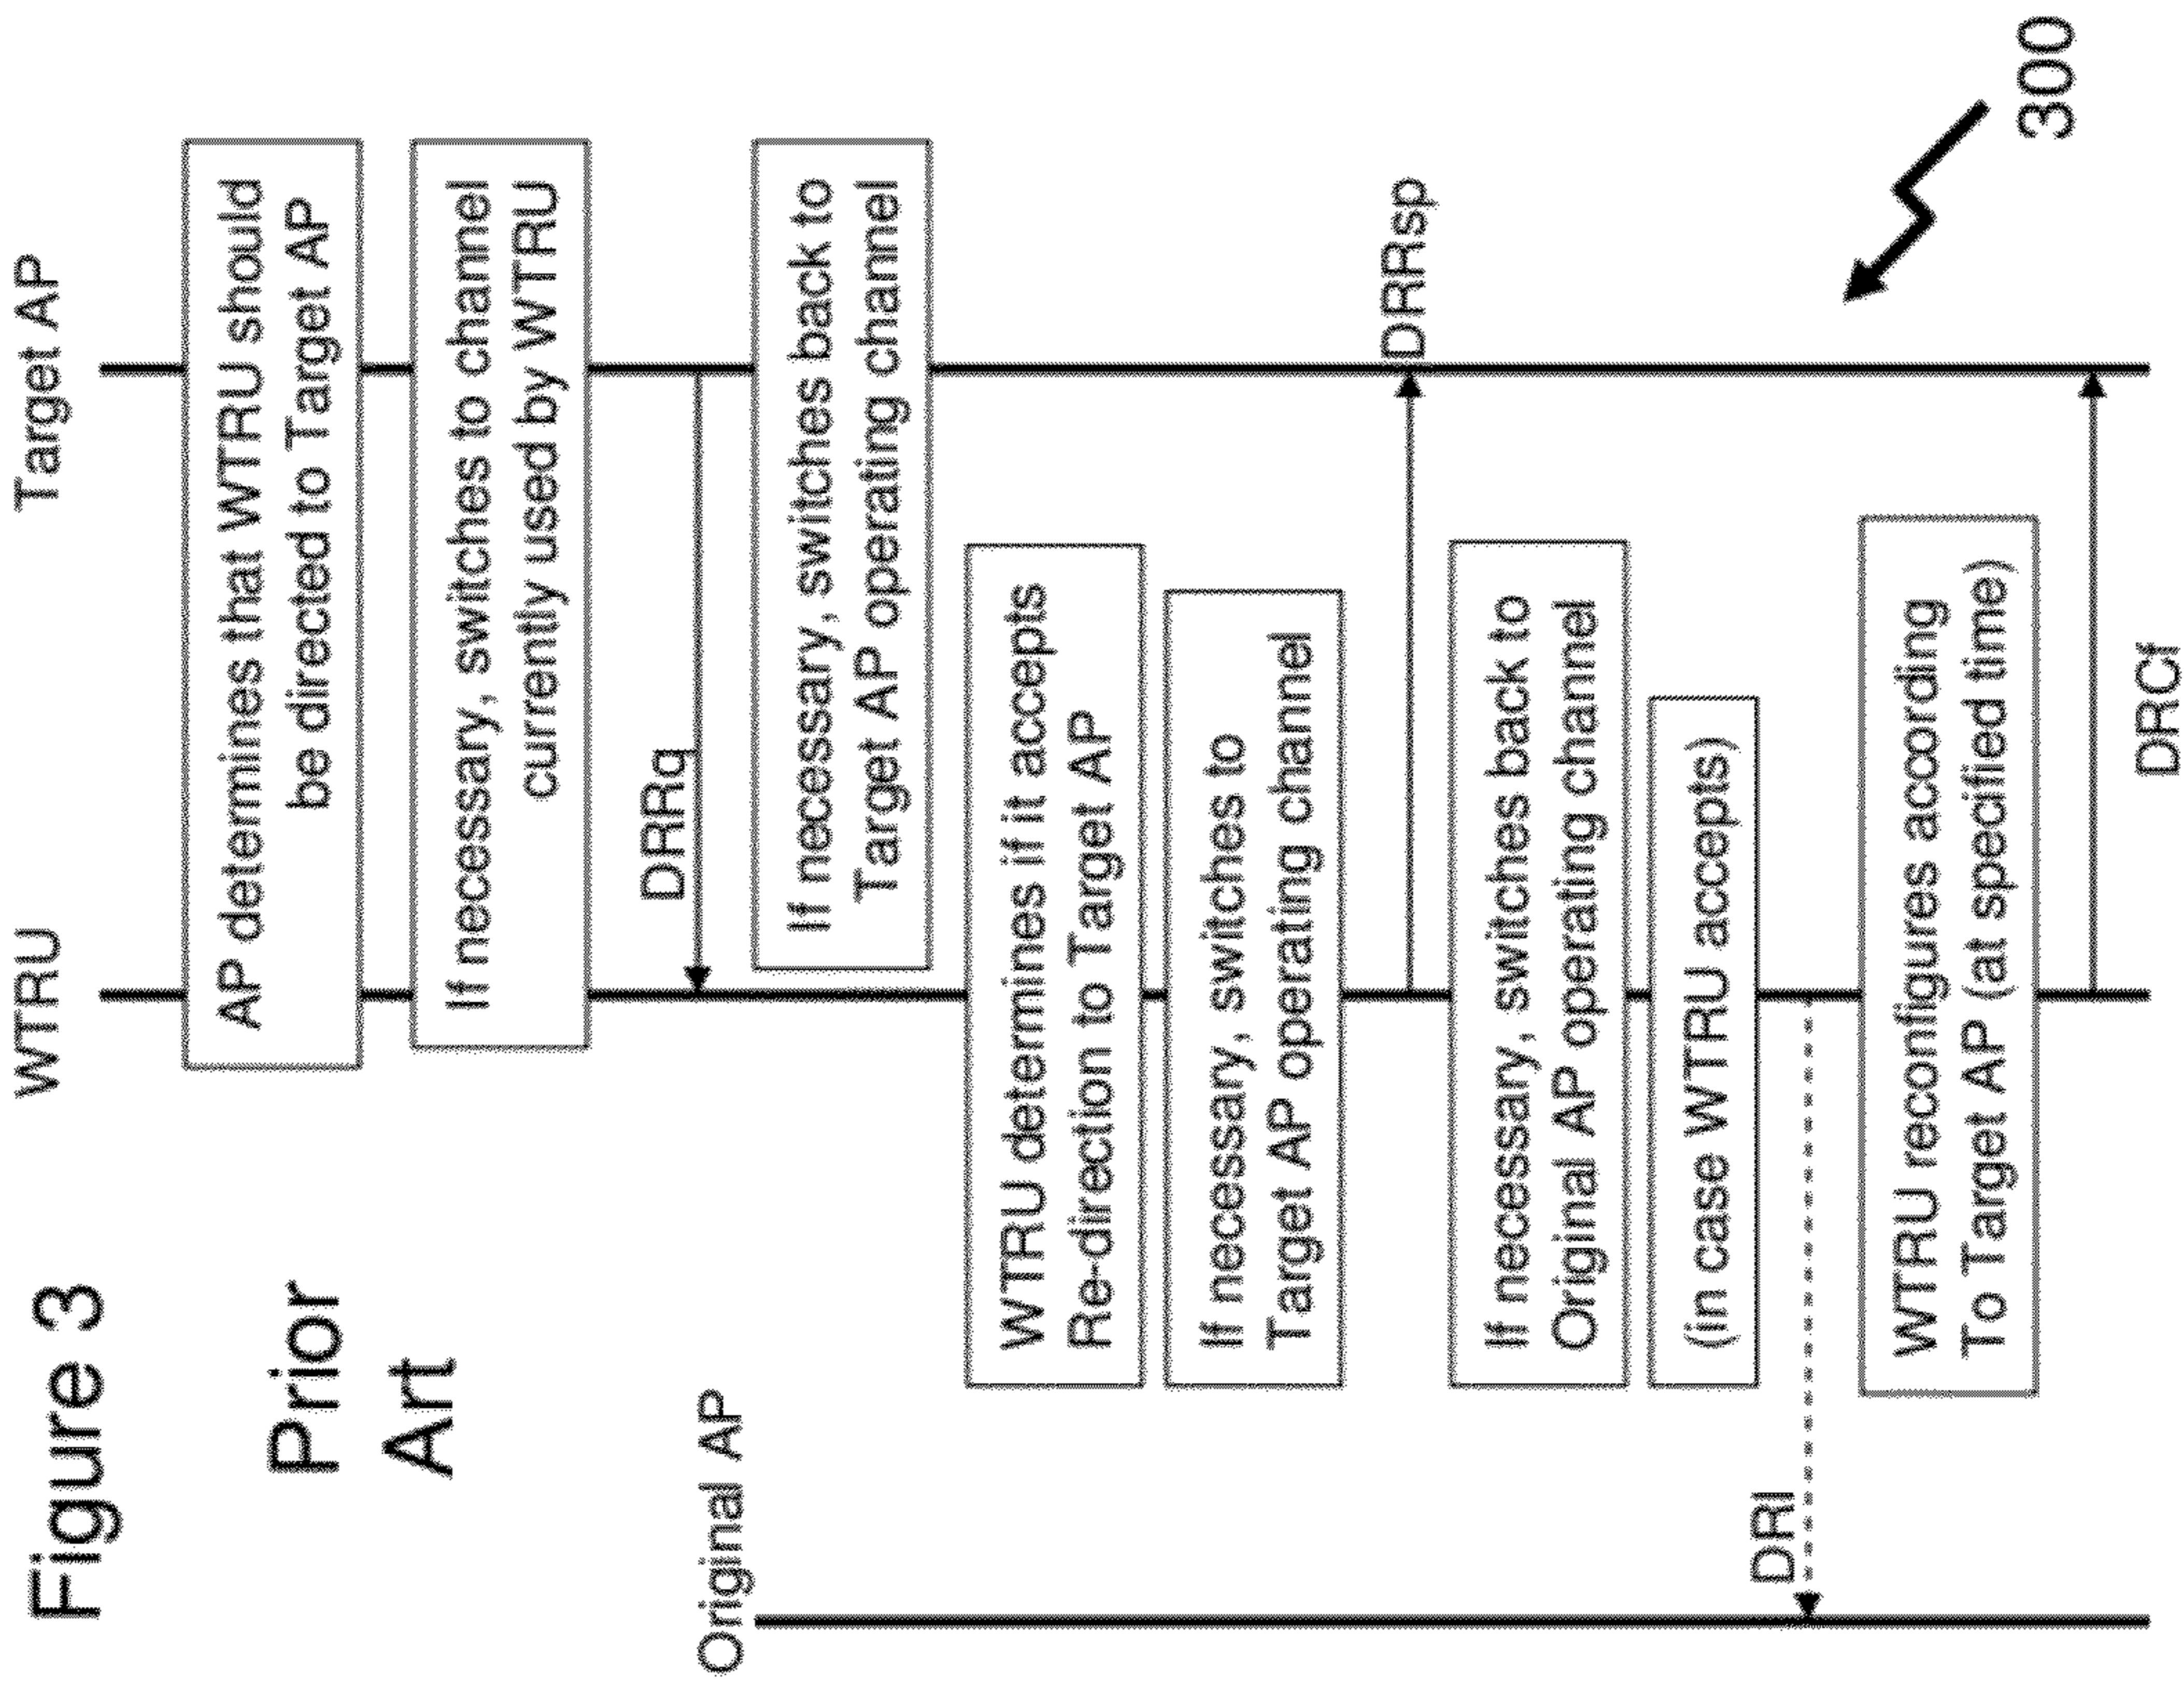 Figure 3
Prior
Art
WTRU
Target AP
AP determines that WTRU should
be directed to Target AP
If necessary, switches to channel
currently used by WTRU
DRRq
Original AP
If necessary, switches back to
Target AP operating channel
WTRU determines if it accepts
Re-direction to Target AP
If necessary, switches to
Target AP operating channel
DRRsp
If necessary, switches back to
Original AP operating channel
(in case WTRU accepts)
DRI
WTRU reconfigures according
To Target AP (at specified time)
DRCf
300